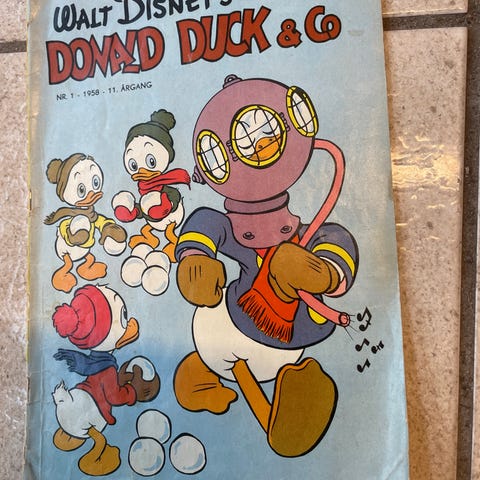 WALT DISNEY'S
DONALD DUCK & Co
NR. 1 - 1958 - 11. ÅRGANG